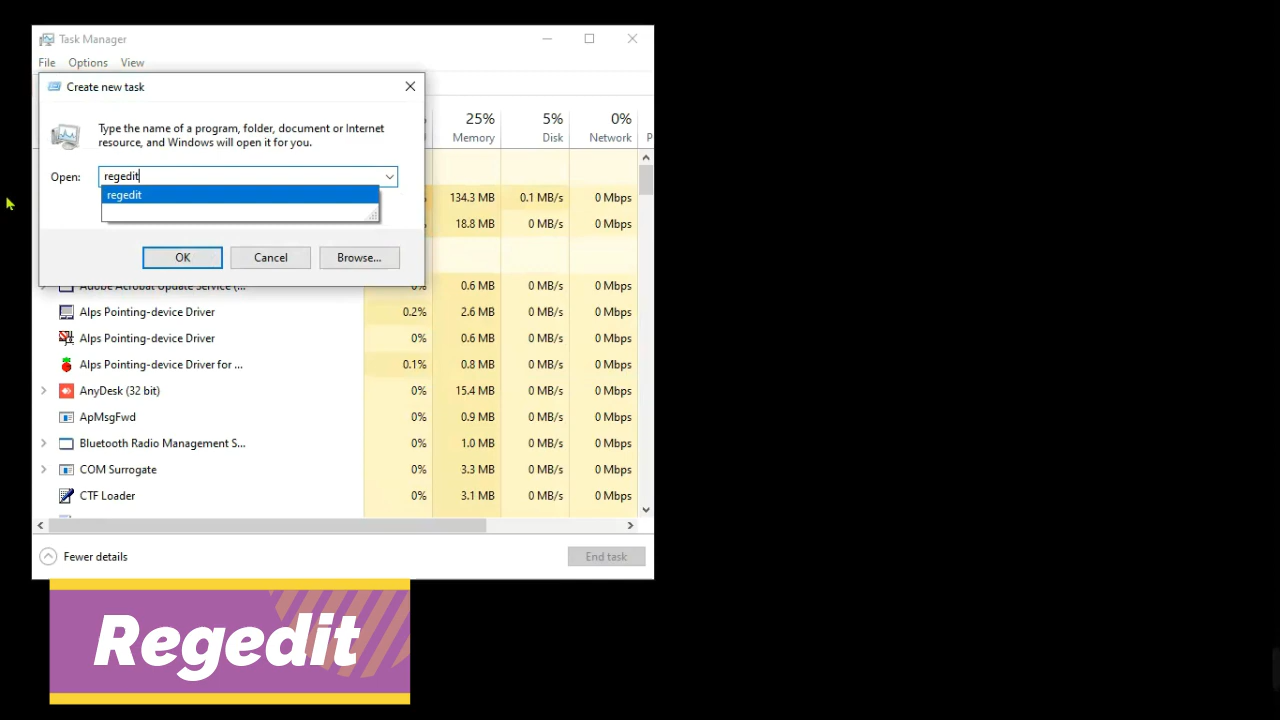 Task Manager
File Options View
Create new task
Type the name of a program, folder, document or Internet
resource, and Windows will open it for you.
Open: regedit
regedit
OK Cancel Browse...
% 25% 5% 0%
Memory Disk Network P
134.3 MB 0.1 MB/s 0 Mbps
18.8 MB 0 MB/s 0 Mbps
Adobe Acrobat Update Service (... 0% 0.6 MB 0 MB/s 0 Mbps
Alps Pointing-device Driver 0.2% 2.6 MB 0 MB/s 0 Mbps
Alps Pointing-device Driver 0% 0.6 MB 0 MB/s 0 Mbps
Alps Pointing-device Driver for ... 0.1% 0.8 MB 0 MB/s 0 Mbps
AnyDesk (32 bit) 0% 15.4 MB 0 MB/s 0 Mbps
ApMsgFwd 0% 0.9 MB 0 MB/s 0 Mbps
Bluetooth Radio Management S... 0% 1.0 MB 0 MB/s 0 Mbps
COM Surrogate 0% 3.3 MB 0 MB/s 0 Mbps
CTF Loader 0% 3.1 MB 0 MB/s 0 Mbps
Fewer details End task
Regedit